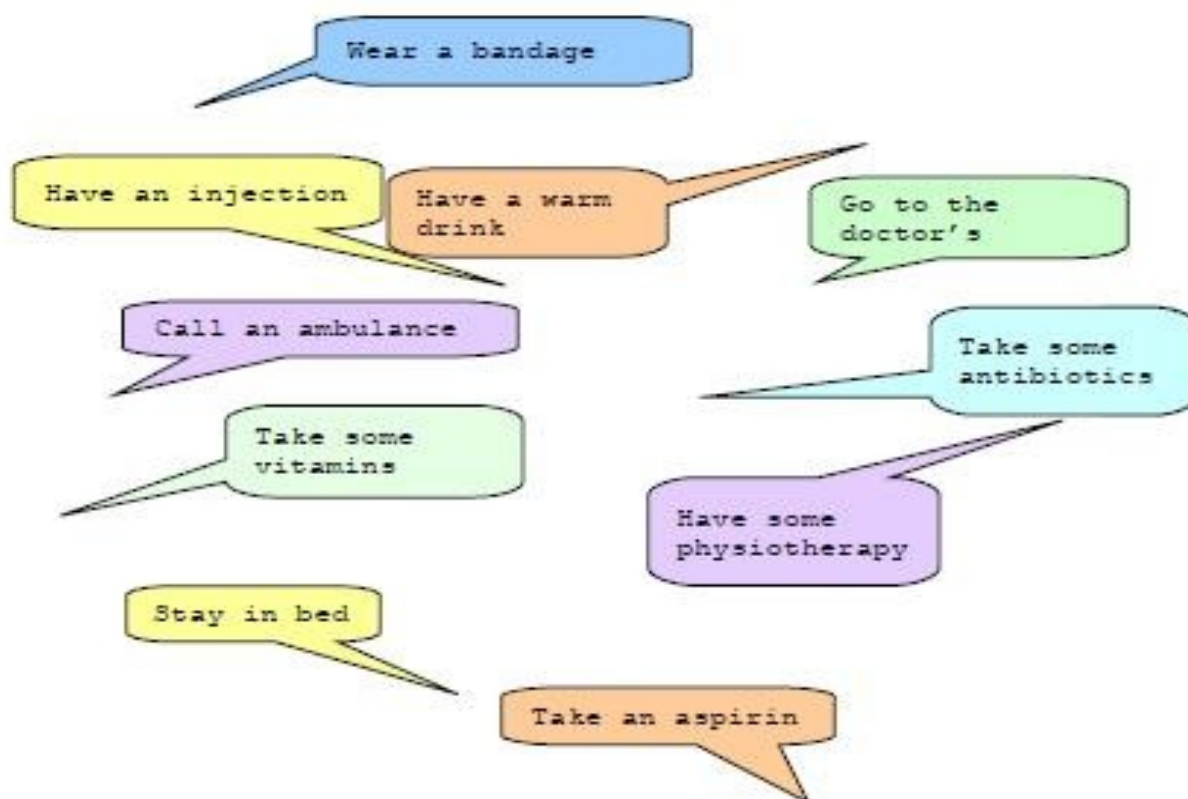 Wear a bandage
Have an injection
Have a warm
drink
Go to the
doctor's
Call an ambulance
Take some
antibiotics
Take some
vitamins
Have some
physiotherapy
Stay in bed
Take an aspirin